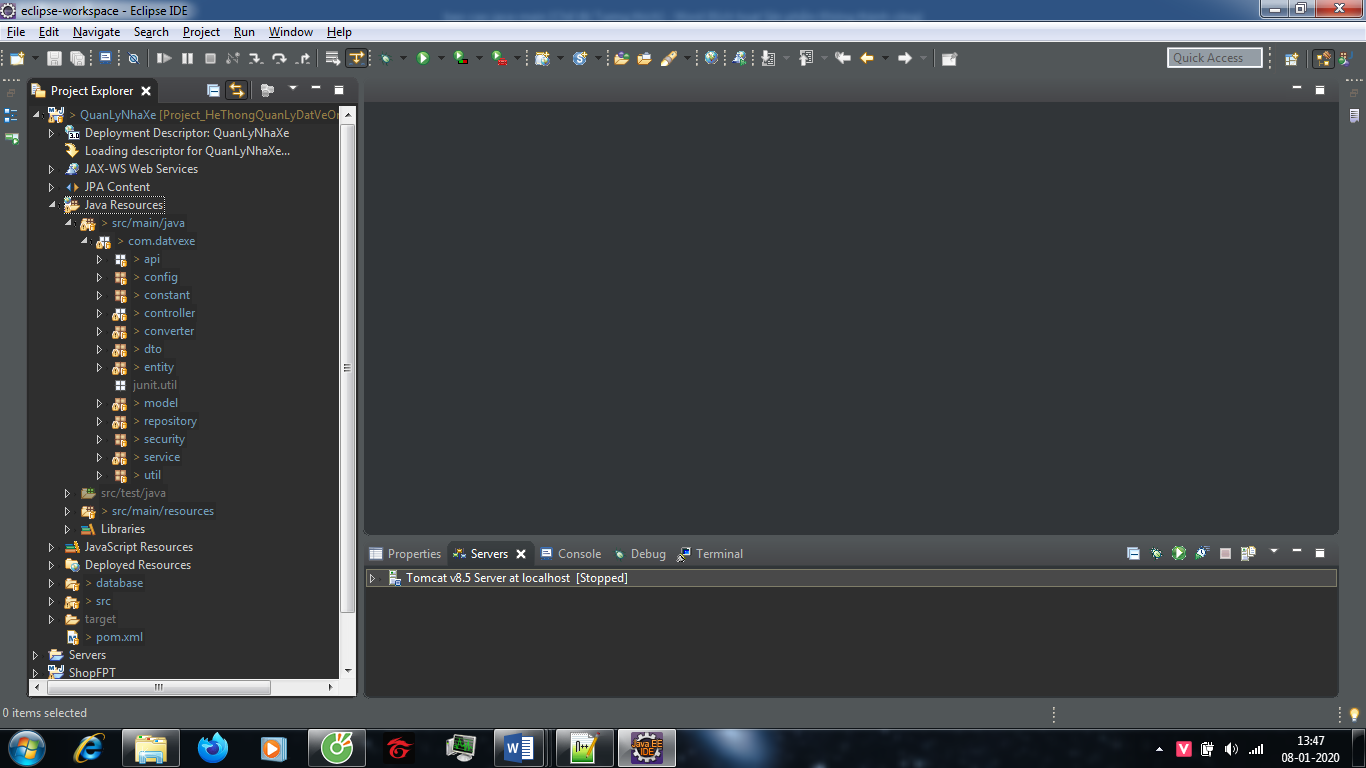 eclipse-workspace - Eclipse IDE
File Edit Navigate Search Project Run Window Help
Quick Access
Project Explorer
> QuanLyNhaXe [Project_HeThongQuanLyDatVeOn
Deployment Descriptor: QuanLyNhaXe
Loading descriptor for QuanLyNhaXe...
JAX-WS Web Services
JPA Content
Java Resources
> src/main/java
> com.datvexe
> api
> config
> constant
> controller
> converter
> dto
> entity
junit.util
> model
> repository
> security
> service
> util
src/test/java
> src/main/resources
Libraries
JavaScript Resources
Deployed Resources
> database
> src
target
> pom.xml
Servers
ShopFPT
Properties Servers Console Debug Terminal
Tomcat v8.5 Server at localhost [Stopped]
0 items selected
Java EE
IDE
13:47
08-01-2020